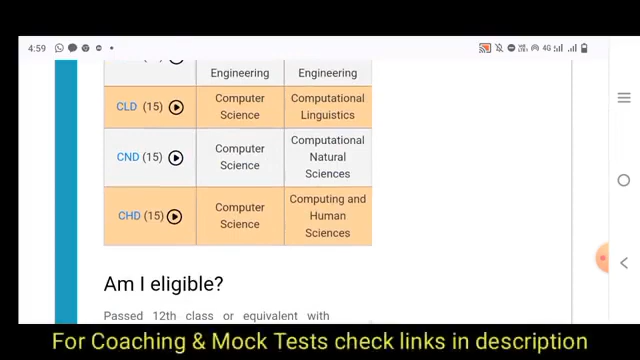 4:59
4G
Engineering Engineering
CLD (15) Computer Science Computational Linguistics
CND (15) Computer Science Computational Natural Sciences
CHD (15) Computer Science Computing and Human Sciences
Am I eligible?
Passed 12th class or equivalent with
For Coaching & Mock Tests check links in description